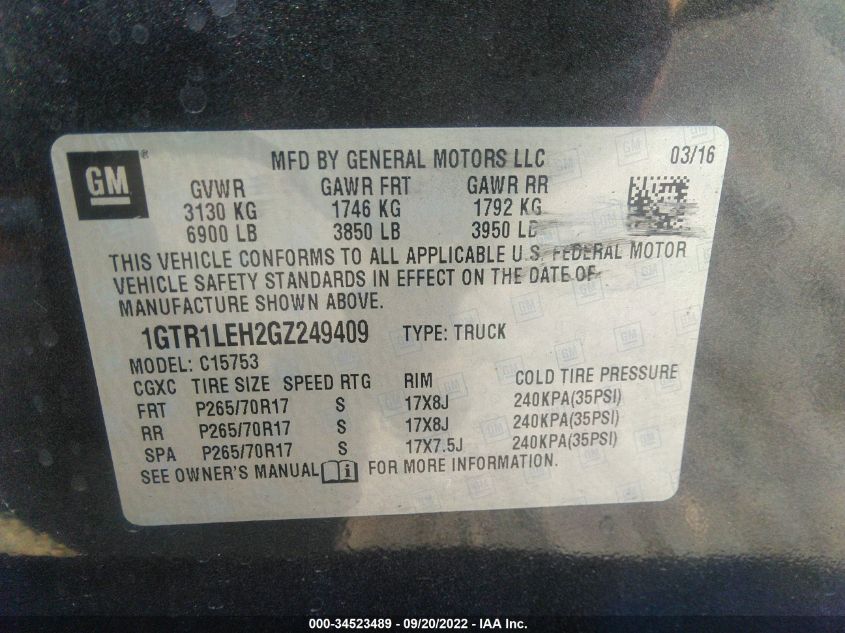 GM ® MFD BY GENERAL MOTORS LLC 03/16
GVWR GAWR FRT GAWR RR
3130 KG 1746 KG 1792 KG
6900 LB 3850 LB 3950 LB
THIS VEHICLE CONFORMS TO ALL APPLICABLE U.S. FEDERAL MOTOR
VEHICLE SAFETY STANDARDS IN EFFECT ON THE DATE OF
MANUFACTURE SHOWN ABOVE.
1GTR1LEH2GZ249409 TYPE: TRUCK
MODEL: C15753
CGXC TIRE SIZE SPEED RTG RIM COLD TIRE PRESSURE
FRT P265/70R17 S 17X8J 240KPA(35PSI)
RR P265/70R17 S 17X8J 240KPA(35PSI)
SPA P265/70R17 S 17X7.5J 240KPA(35PSI)
SEE OWNER'S MANUAL FOR MORE INFORMATION.
000-34523489 - 09/20/2022 - IAA Inc.